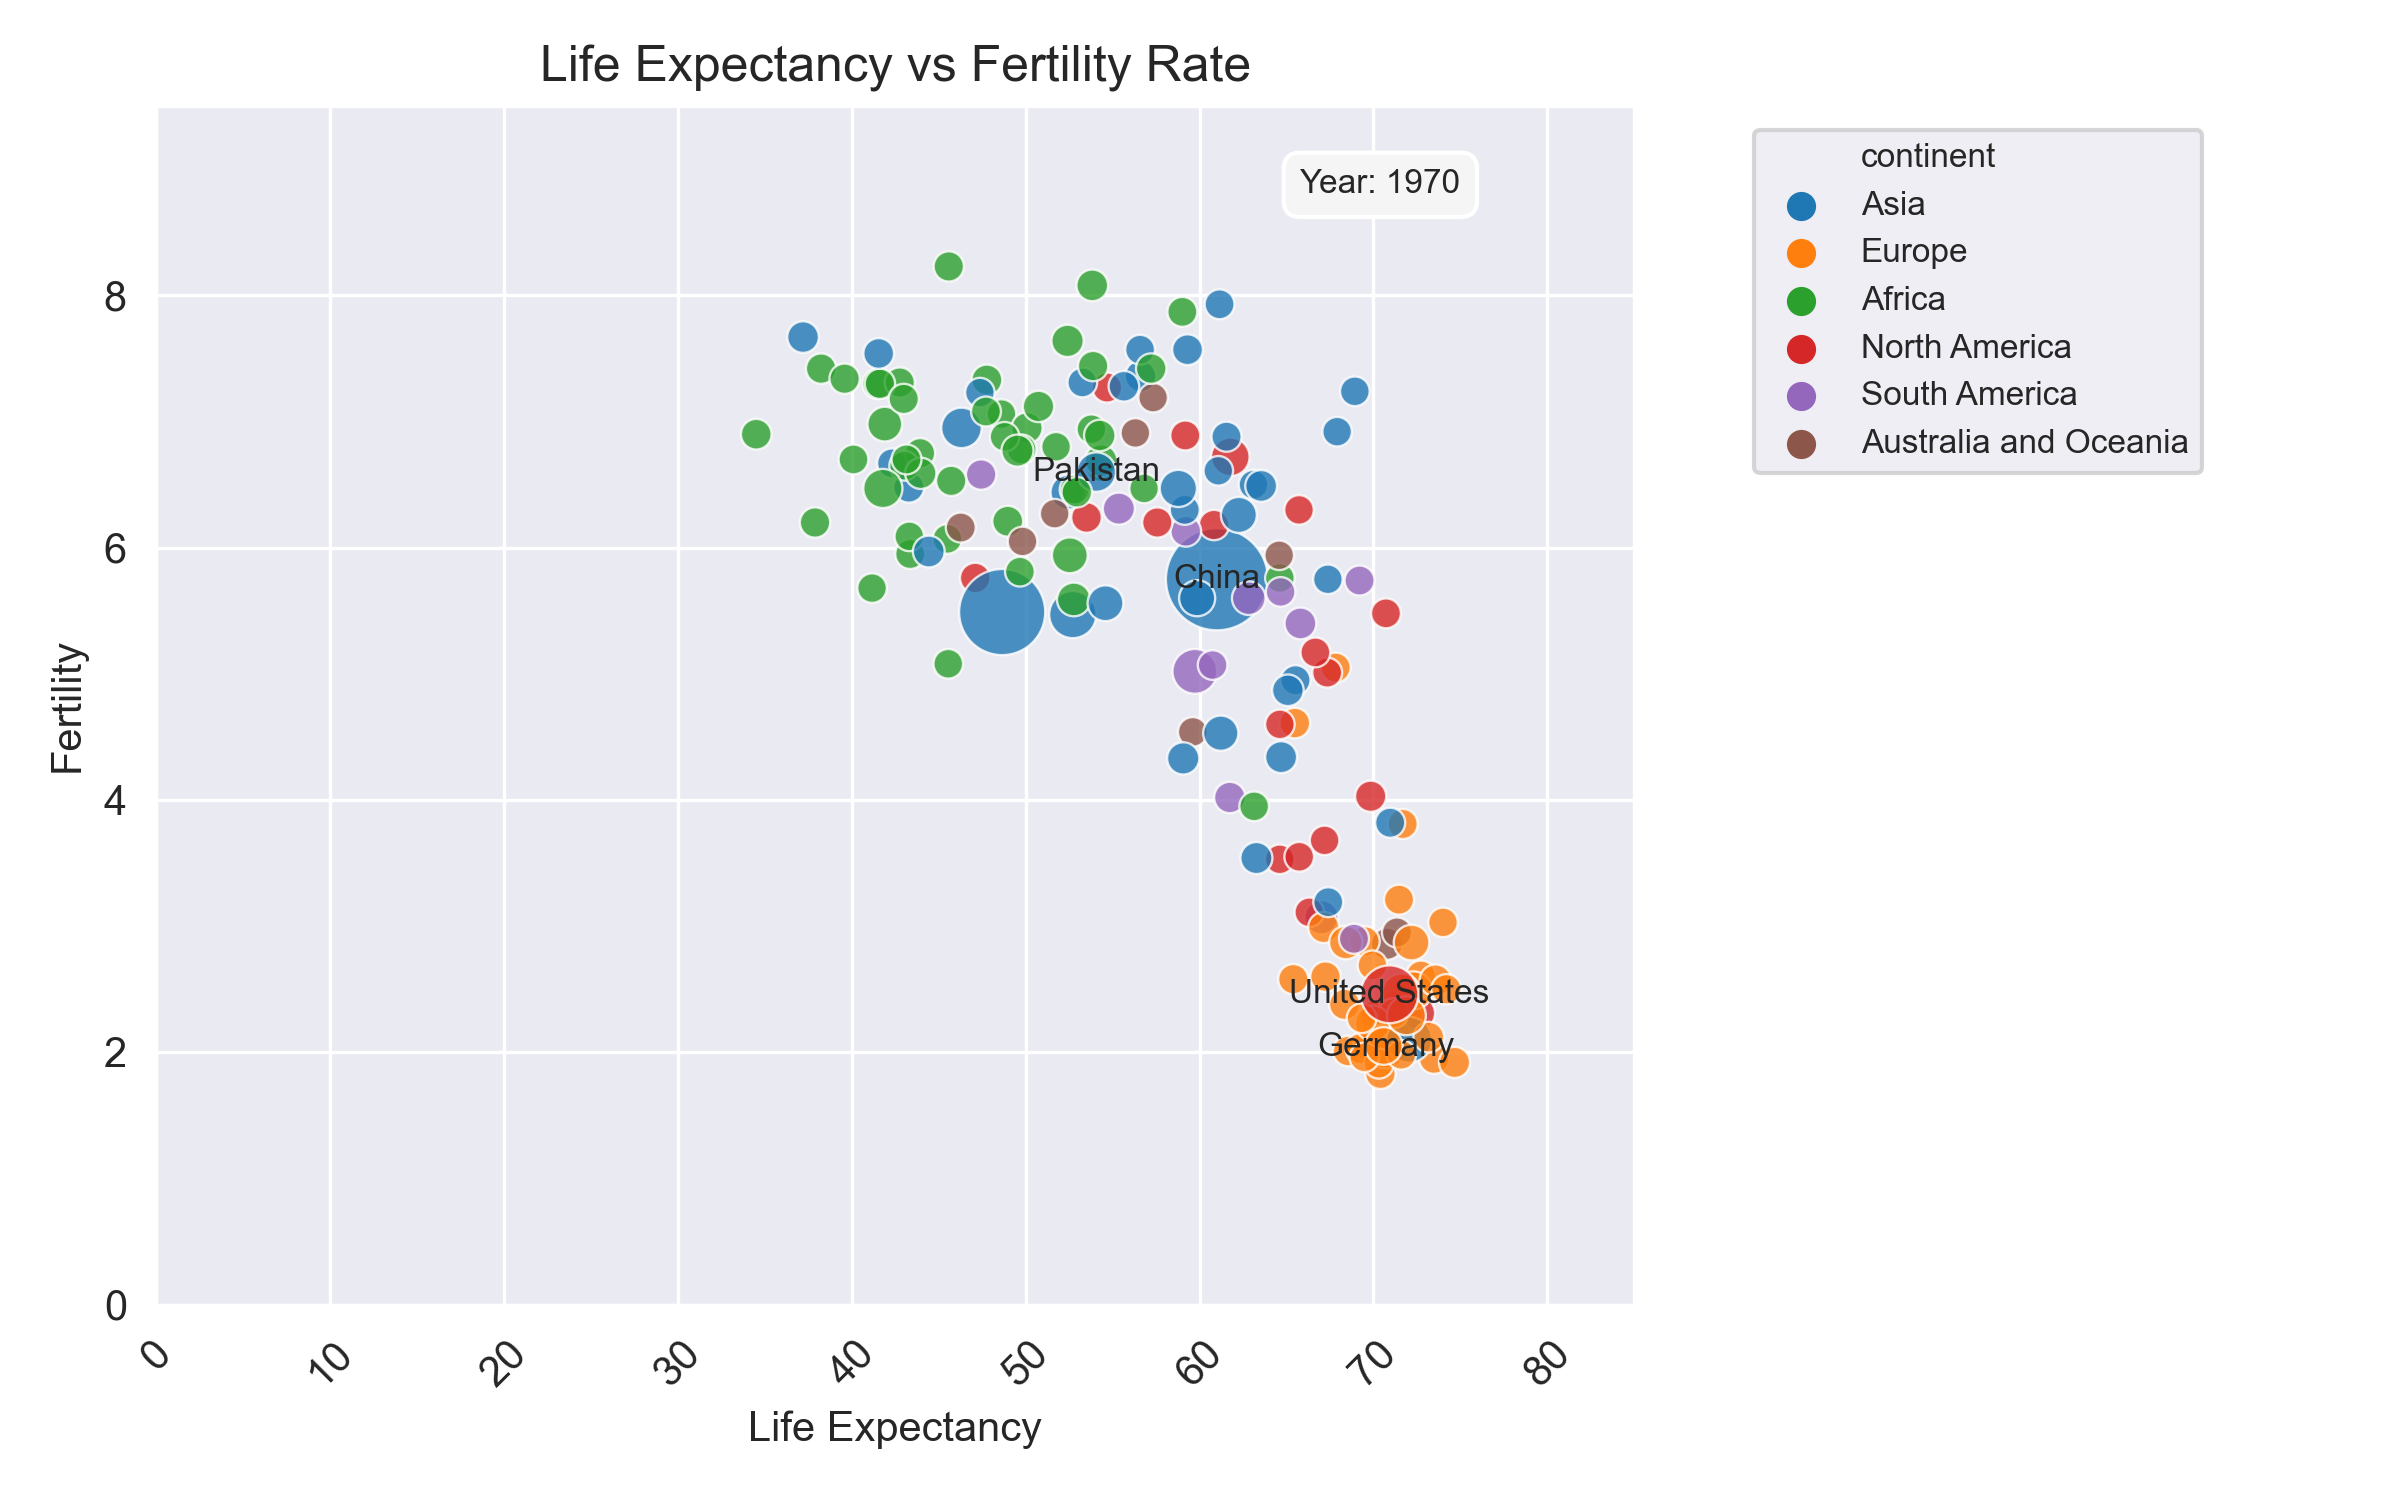 Life Expectancy vs Fertility Rate
Year: 1970
continent
Asia
Europe
Africa
North America
South America
Australia and Oceania
Pakistan
China
United States
Germany
Fertility
8
6
4
2
0
0 10 20 30 40 50 60 70 80
Life Expectancy